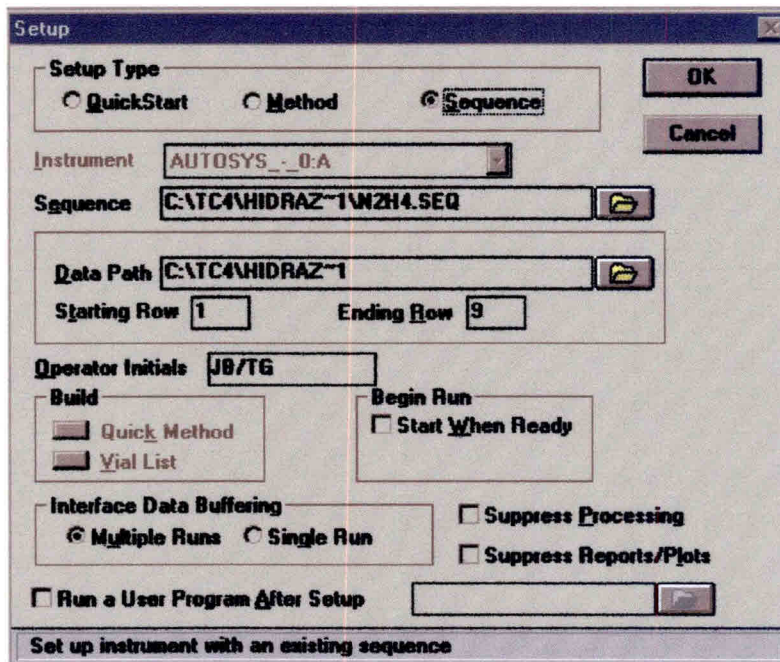 Setup
Setup Type
QuickStart Method Sequence
OK
Cancel
Instrument AUTOSYS_-_0:A
Sequence C:\TC4\HIDRAZ~1\N2H4.SEQ
Data Path C:\TC4\HIDRAZ~1
Starting Row 1 Ending Row 9
Operator Initials JB/TG
Build
Quick Method
Vial List
Begin Run
Start When Ready
Interface Data Buffering
Multiple Runs Single Run
Suppress Processing
Suppress Reports/Plots
Run a User Program After Setup
Set up instrument with an existing sequence